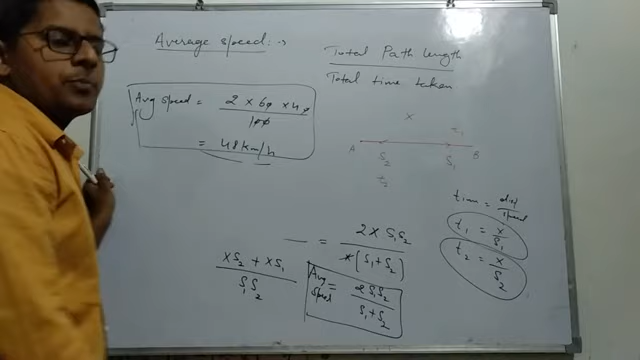 Average speed :→
Total Path length
Total time taken
Avg speed = 2 × 60 × 40
100
= 48 km/h
x
A B
S2 S1
t2
time = dist
speed
t1 = x
S1
t2 = x
S2
= 2 × S1S2
x (S1 + S2)
xS2 + xS1
S1S2
Avg speed = 2S1S2
S1 + S2